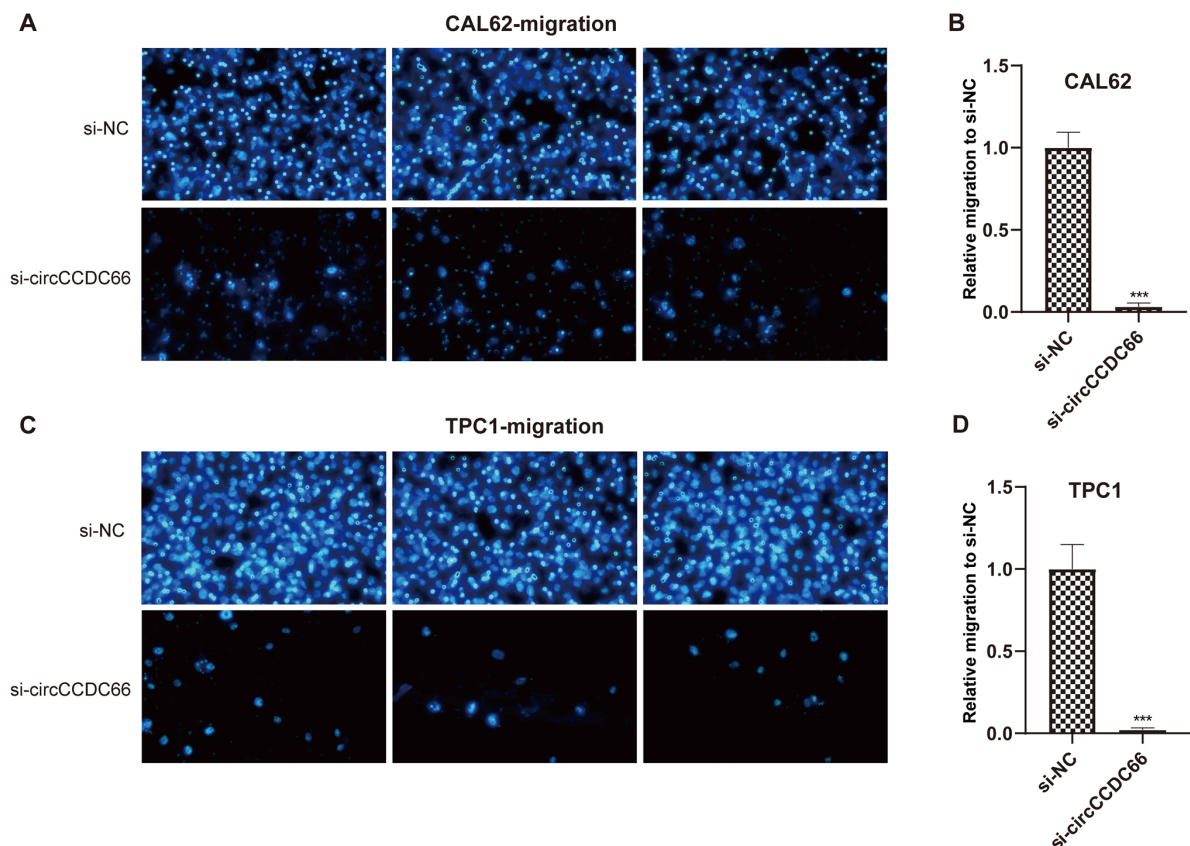 A
CAL62-migration
si-NC
si-circCCDC66
B
CAL62
Relative migration to si-NC
1.5
1.0
0.5
0.0
***
si-NC
si-circCCDC66
C
TPC1-migration
si-NC
si-circCCDC66
D
TPC1
Relative migration to si-NC
1.5
1.0
0.5
0.0
***
si-NC
si-circCCDC66